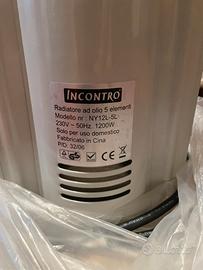 INCONTRO
Radiatore ad olio 5 elementi
Modello nr : NY12L-5L
230V ~ 50Hz, 1200W
Solo per uso domestico
Fabbricato in Cina
P/D: 32/06
subito